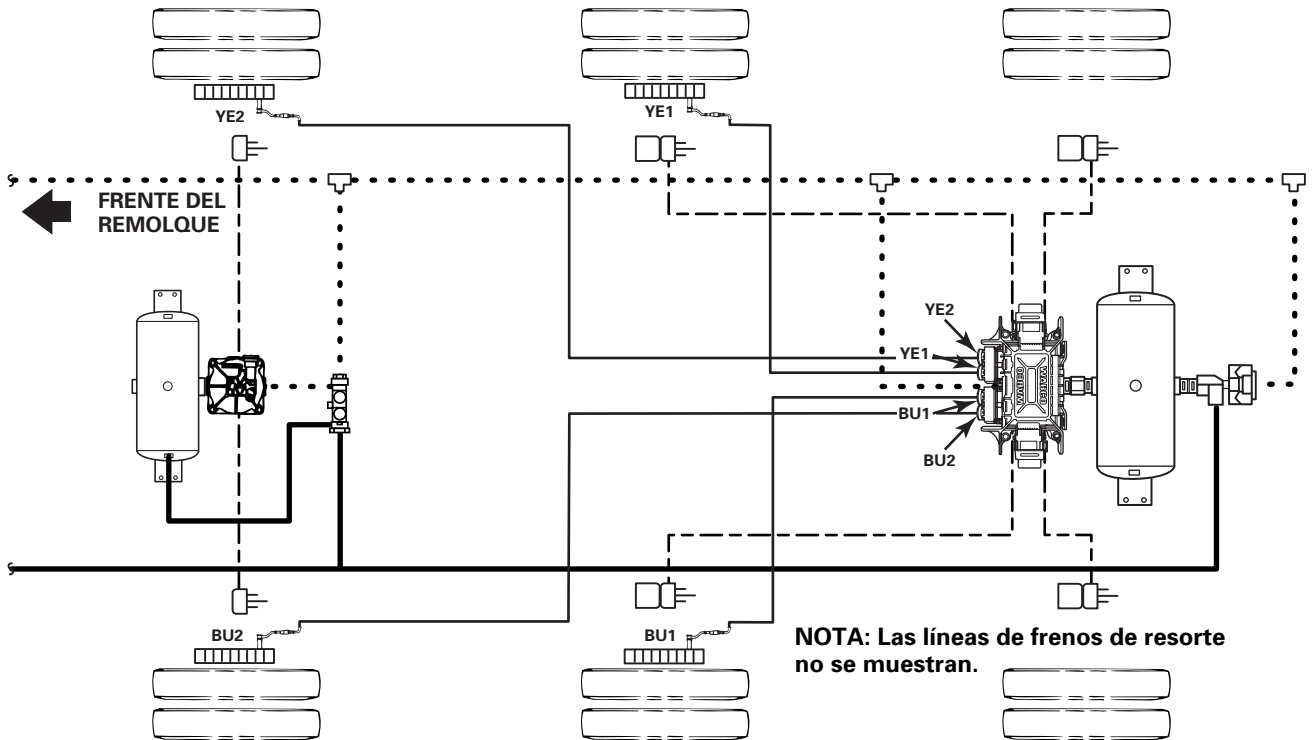 YE2
YE1
FRENTE DEL
REMOLQUE
YE2
YE1
BU1
BU2
WABCO
BU2
BU1
NOTA: Las líneas de frenos de resorte
no se muestran.